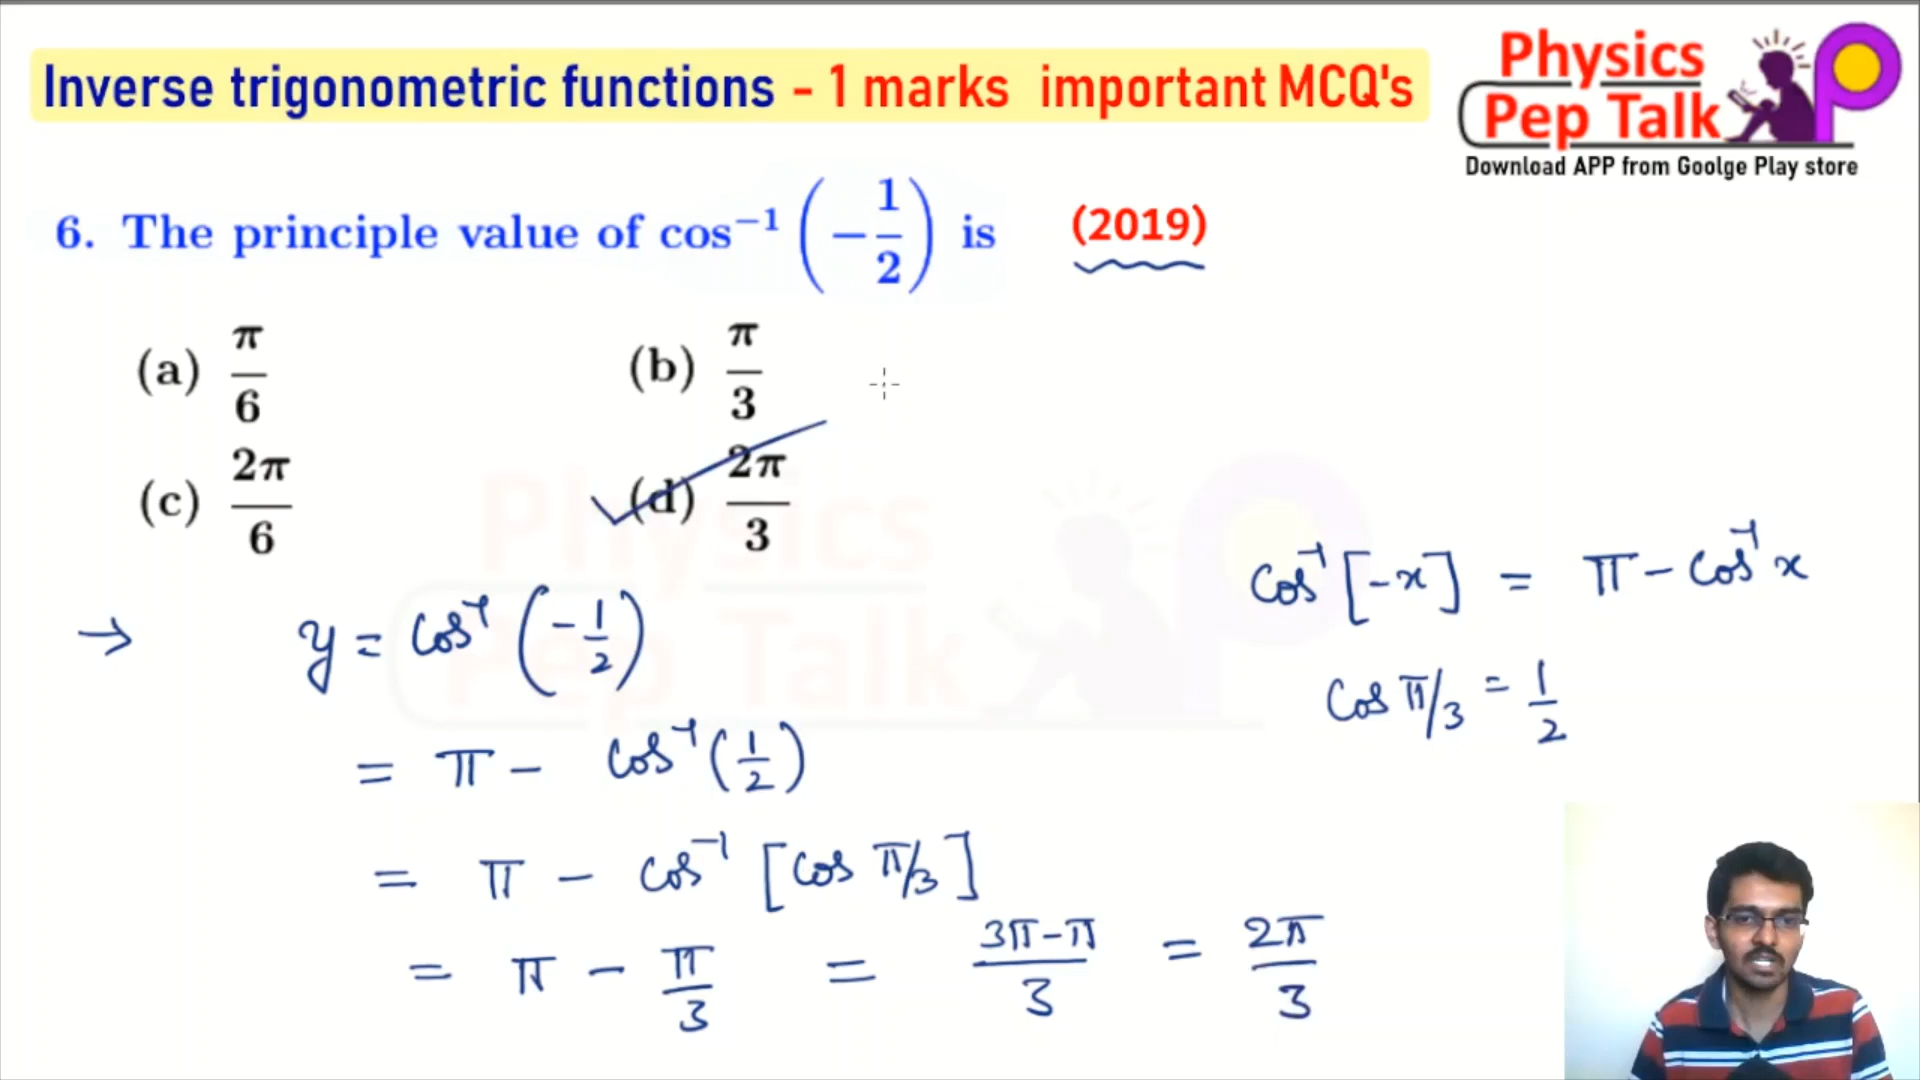 Inverse trigonometric functions - 1 marks important MCQ's
Physics
Pep Talk
Download APP from Goolge Play store
6. The principle value of cos⁻¹(-1/2) is (2019)
(a) π/6 (b) π/3
(c) 2π/6 (d) 2π/3
cos⁻¹[-x] = π - cos⁻¹x
→ y = cos⁻¹(-1/2)
cos π/3 = 1/2
= π - cos⁻¹(1/2)
= π - cos⁻¹[cos π/3]
= π - π/3 = 3π-π/3 = 2π/3
Physics
Pep Talk